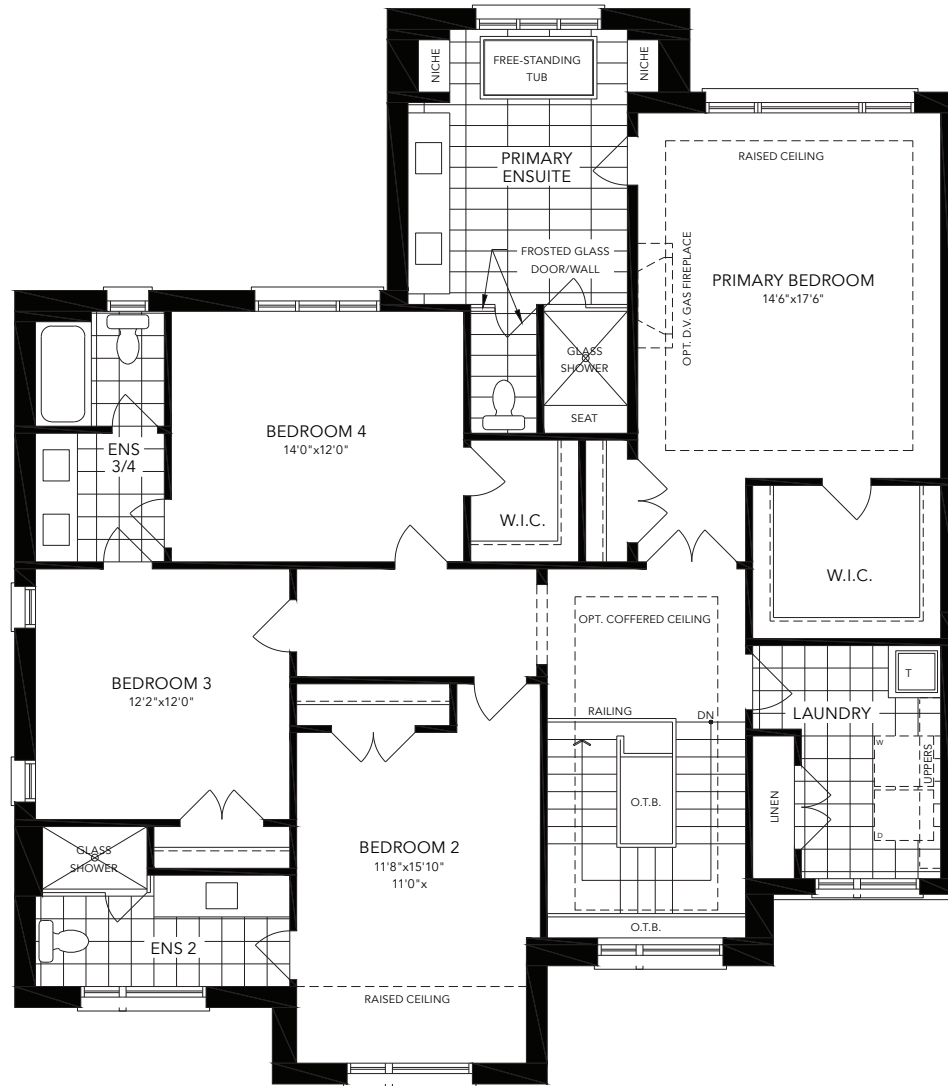 NICHE
FREE-STANDING
TUB
NICHE
PRIMARY
ENSUITE
RAISED CEILING
FROSTED GLASS
DOOR/WALL
OPT. D.V. GAS FIREPLACE
PRIMARY BEDROOM
14'6"x17'6"
GLASS
SHOWER
SEAT
BEDROOM 4
14'0"x12'0"
ENS
3/4
W.I.C.
W.I.C.
OPT. COFFERED CEILING
BEDROOM 3
12'2"x12'0"
RAILING
DN
LAUNDRY
T
W
UPPERS
D
LINEN
O.T.B.
GLASS
SHOWER
BEDROOM 2
11'8"x15'10"
11'0"x
ENS 2
O.T.B.
RAISED CEILING